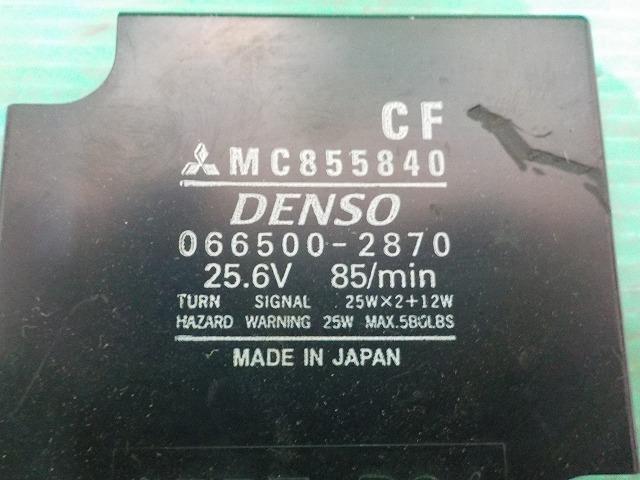 CF
MC855840
DENSO
066500-2870
25.6V 85/min
TURN SIGNAL 25W×2+12W
HAZARD WARNING 25W MAX.5BULBS
MADE IN JAPAN